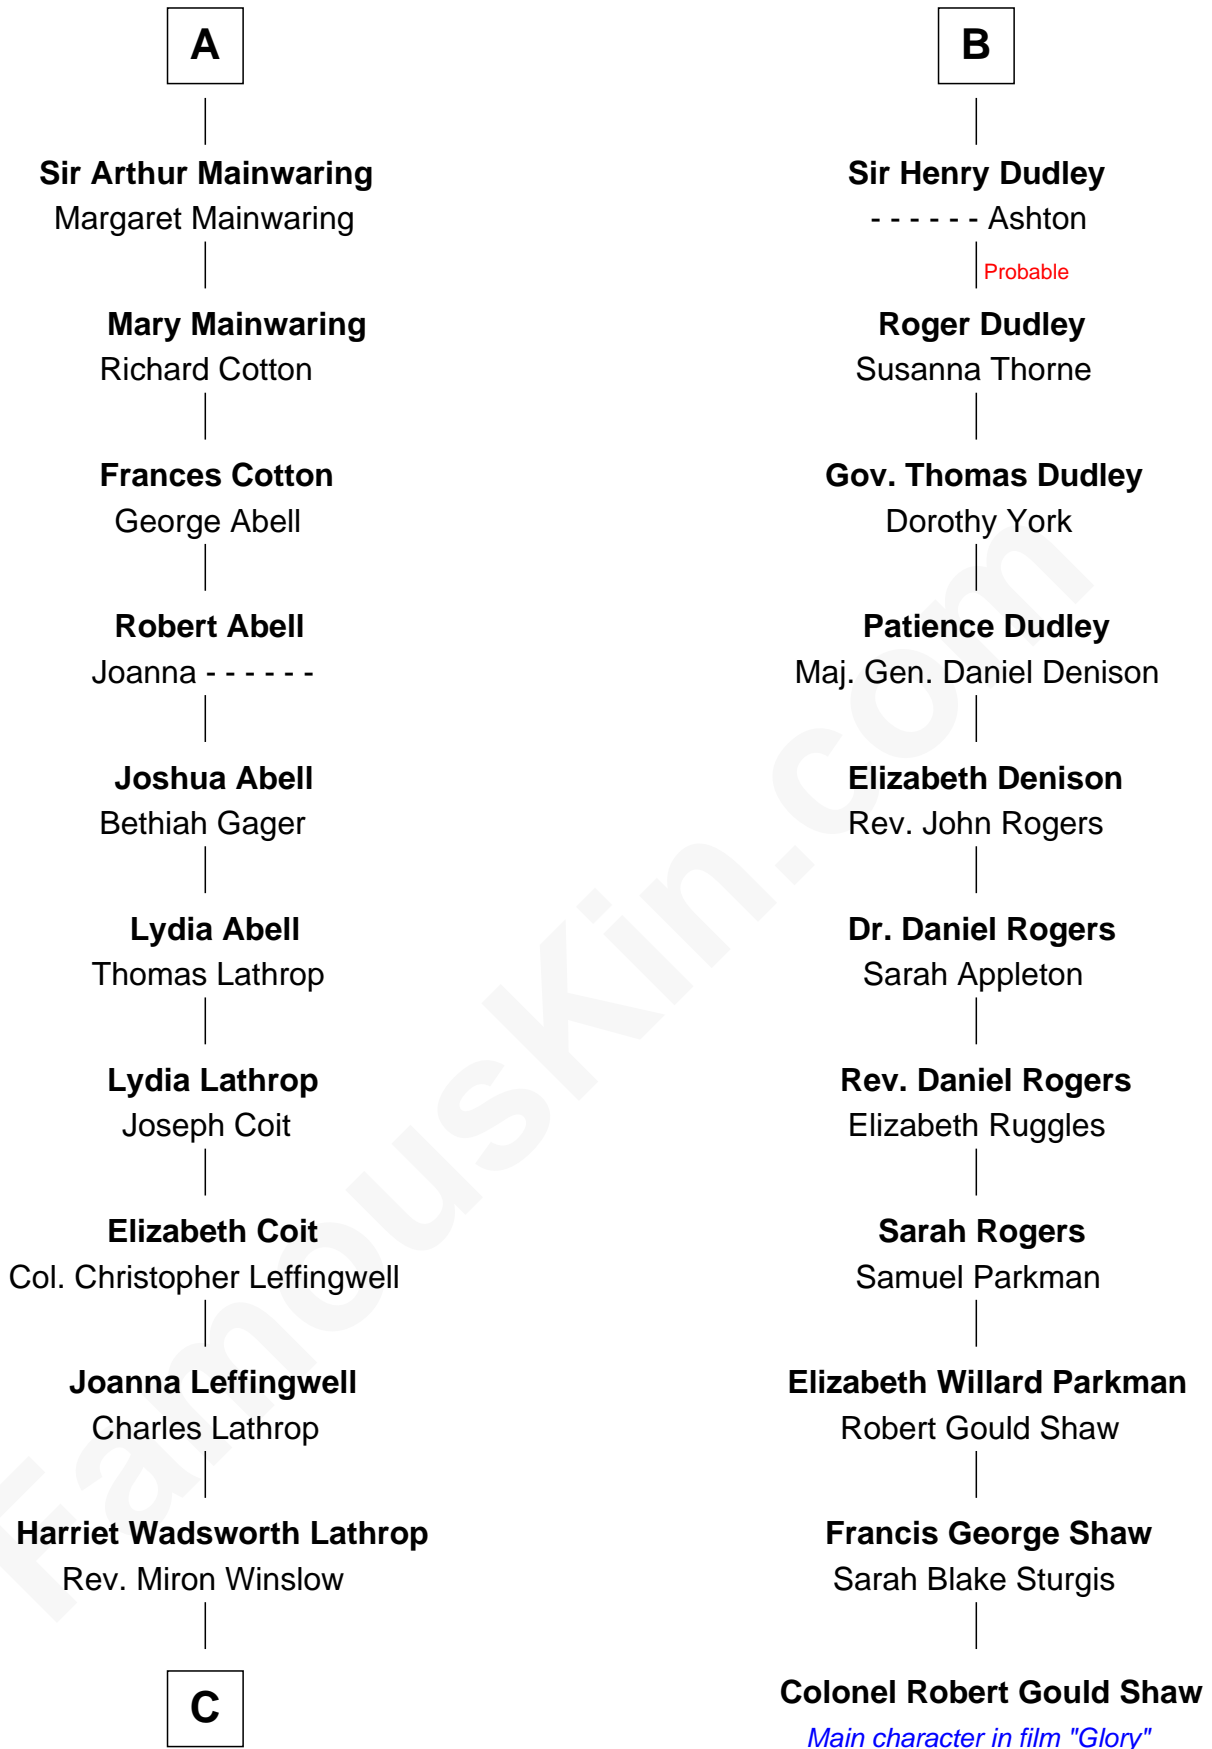 A
Sir Arthur Mainwaring
Margaret Mainwaring
Mary Mainwaring
Richard Cotton
Frances Cotton
George Abell
Robert Abell
Joanna - - - - - -
Joshua Abell
Bethiah Gager
Lydia Abell
Thomas Lathrop
Lydia Lathrop
Joseph Coit
Elizabeth Coit
Col. Christopher Leffingwell
Joanna Leffingwell
Charles Lathrop
Harriet Wadsworth Lathrop
Rev. Miron Winslow
C
B
Sir Henry Dudley
- - - - - - Ashton
Probable
Roger Dudley
Susanna Thorne
Gov. Thomas Dudley
Dorothy York
Patience Dudley
Maj. Gen. Daniel Denison
Elizabeth Denison
Rev. John Rogers
Dr. Daniel Rogers
Sarah Appleton
Rev. Daniel Rogers
Elizabeth Ruggles
Sarah Rogers
Samuel Parkman
Elizabeth Willard Parkman
Robert Gould Shaw
Francis George Shaw
Sarah Blake Sturgis
Colonel Robert Gould Shaw
Main character in film "Glory"
FamousKin.com